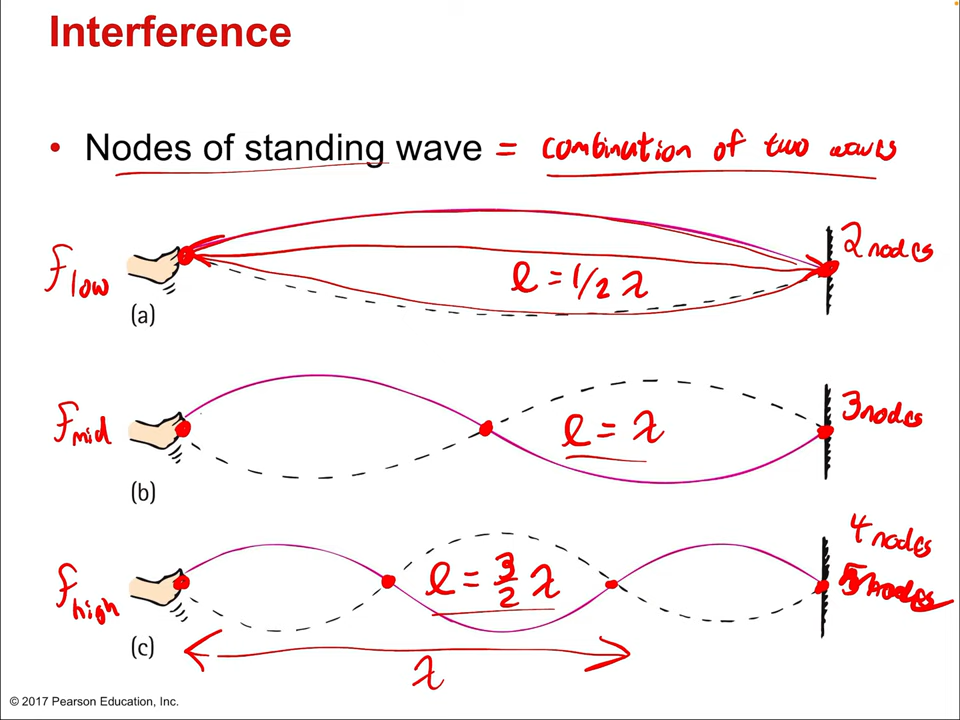 Interference
• Nodes of standing wave = combination of two waves
f low
2 nodes
l = 1/2 λ
(a)
f mid
3 nodes
l = λ
(b)
4 nodes
f high
l = 3/2 λ
nodes
(c)
λ
© 2017 Pearson Education, Inc.